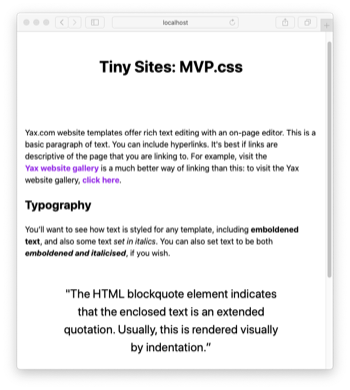 localhost
Tiny Sites: MVP.css
Yax.com website templates offer rich text editing with an on-page editor. This is a
basic paragraph of text. You can include hyperlinks. It's best if links are
descriptive of the page that you are linking to. For example, visit the
Yax website gallery is a much better way of linking than this: to visit the Yax
website gallery, click here.
Typography
You'll want to see how text is styled for any template, including emboldened
text, and also some text set in italics. You can also set text to be both
emboldened and italicised, if you wish.
"The HTML blockquote element indicates
that the enclosed text is an extended
quotation. Usually, this is rendered visually
by indentation.”